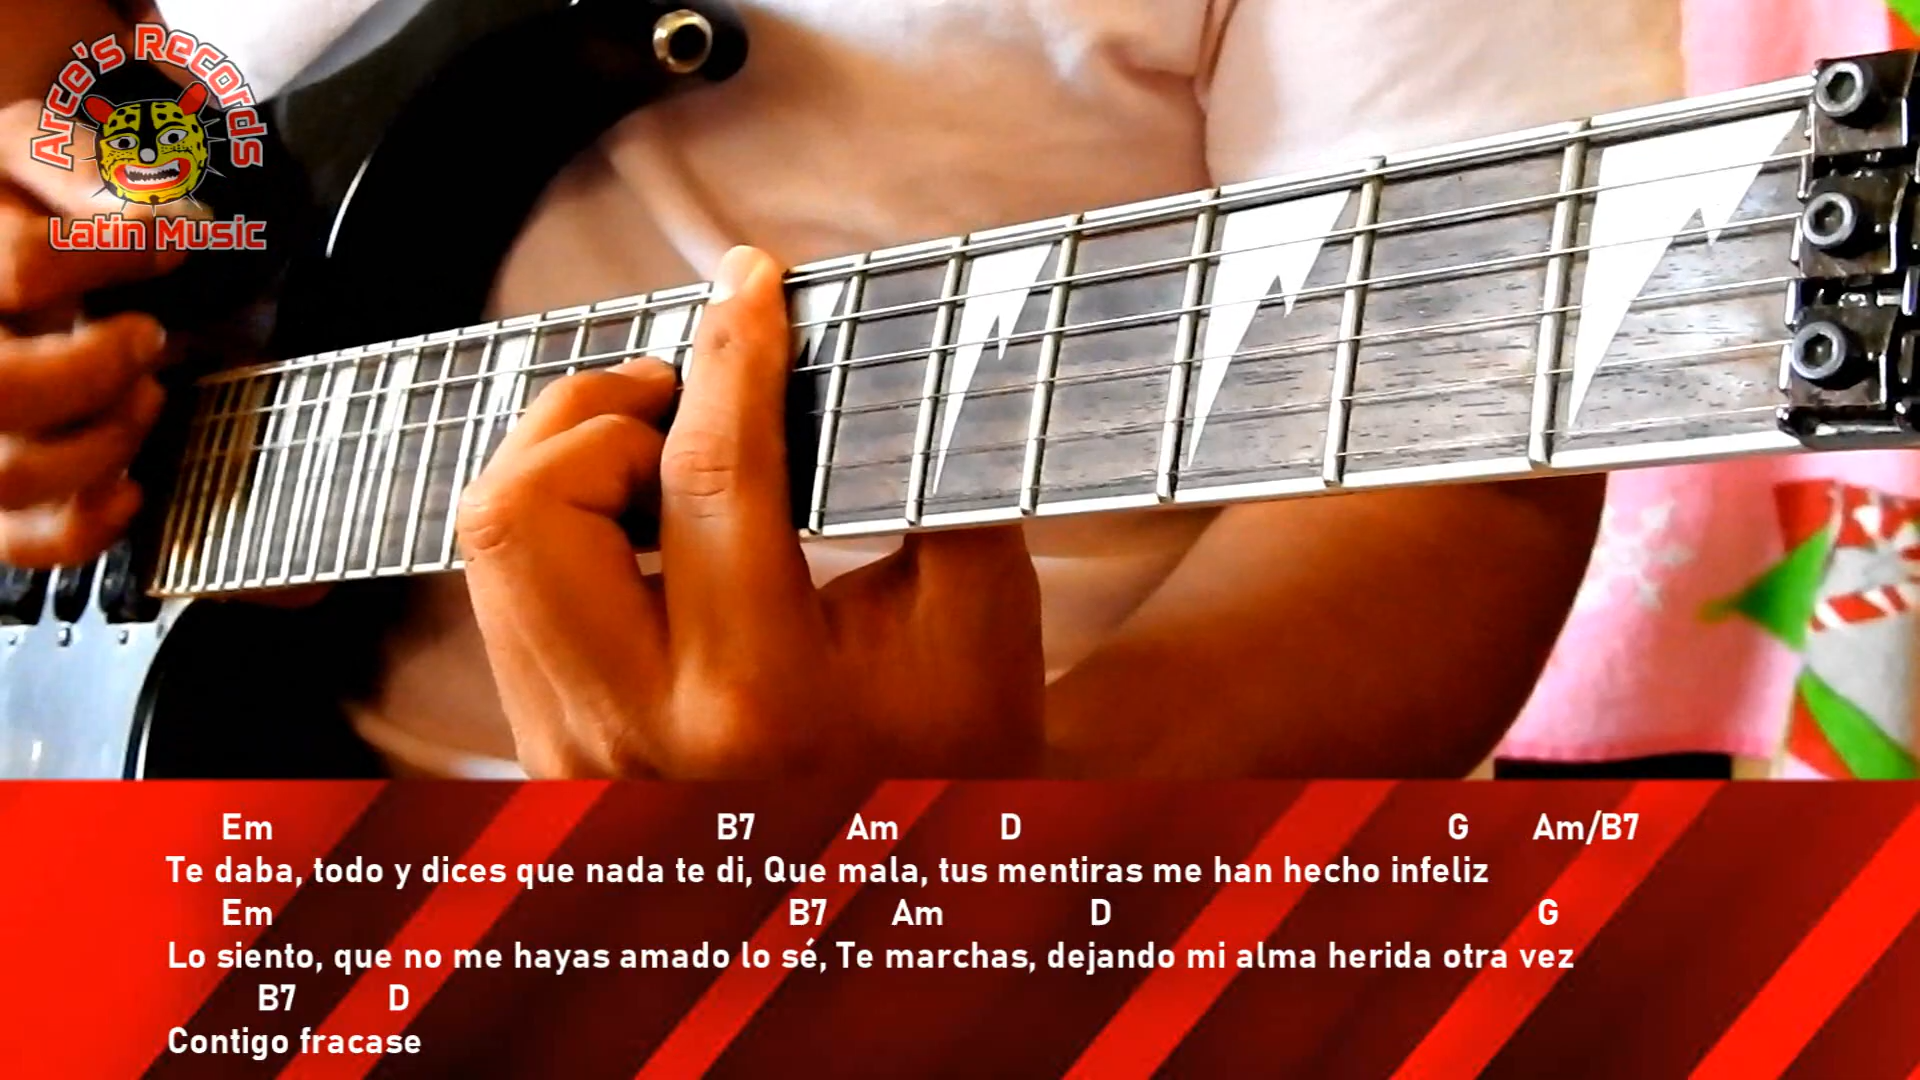 Arce's Records
Latin Music
Em B7 Am D G Am/B7
Te daba, todo y dices que nada te di, Que mala, tus mentiras me han hecho infeliz
Em B7 Am D G
Lo siento, que no me hayas amado lo sé, Te marchas, dejando mi alma herida otra vez
B7 D
Contigo fracase